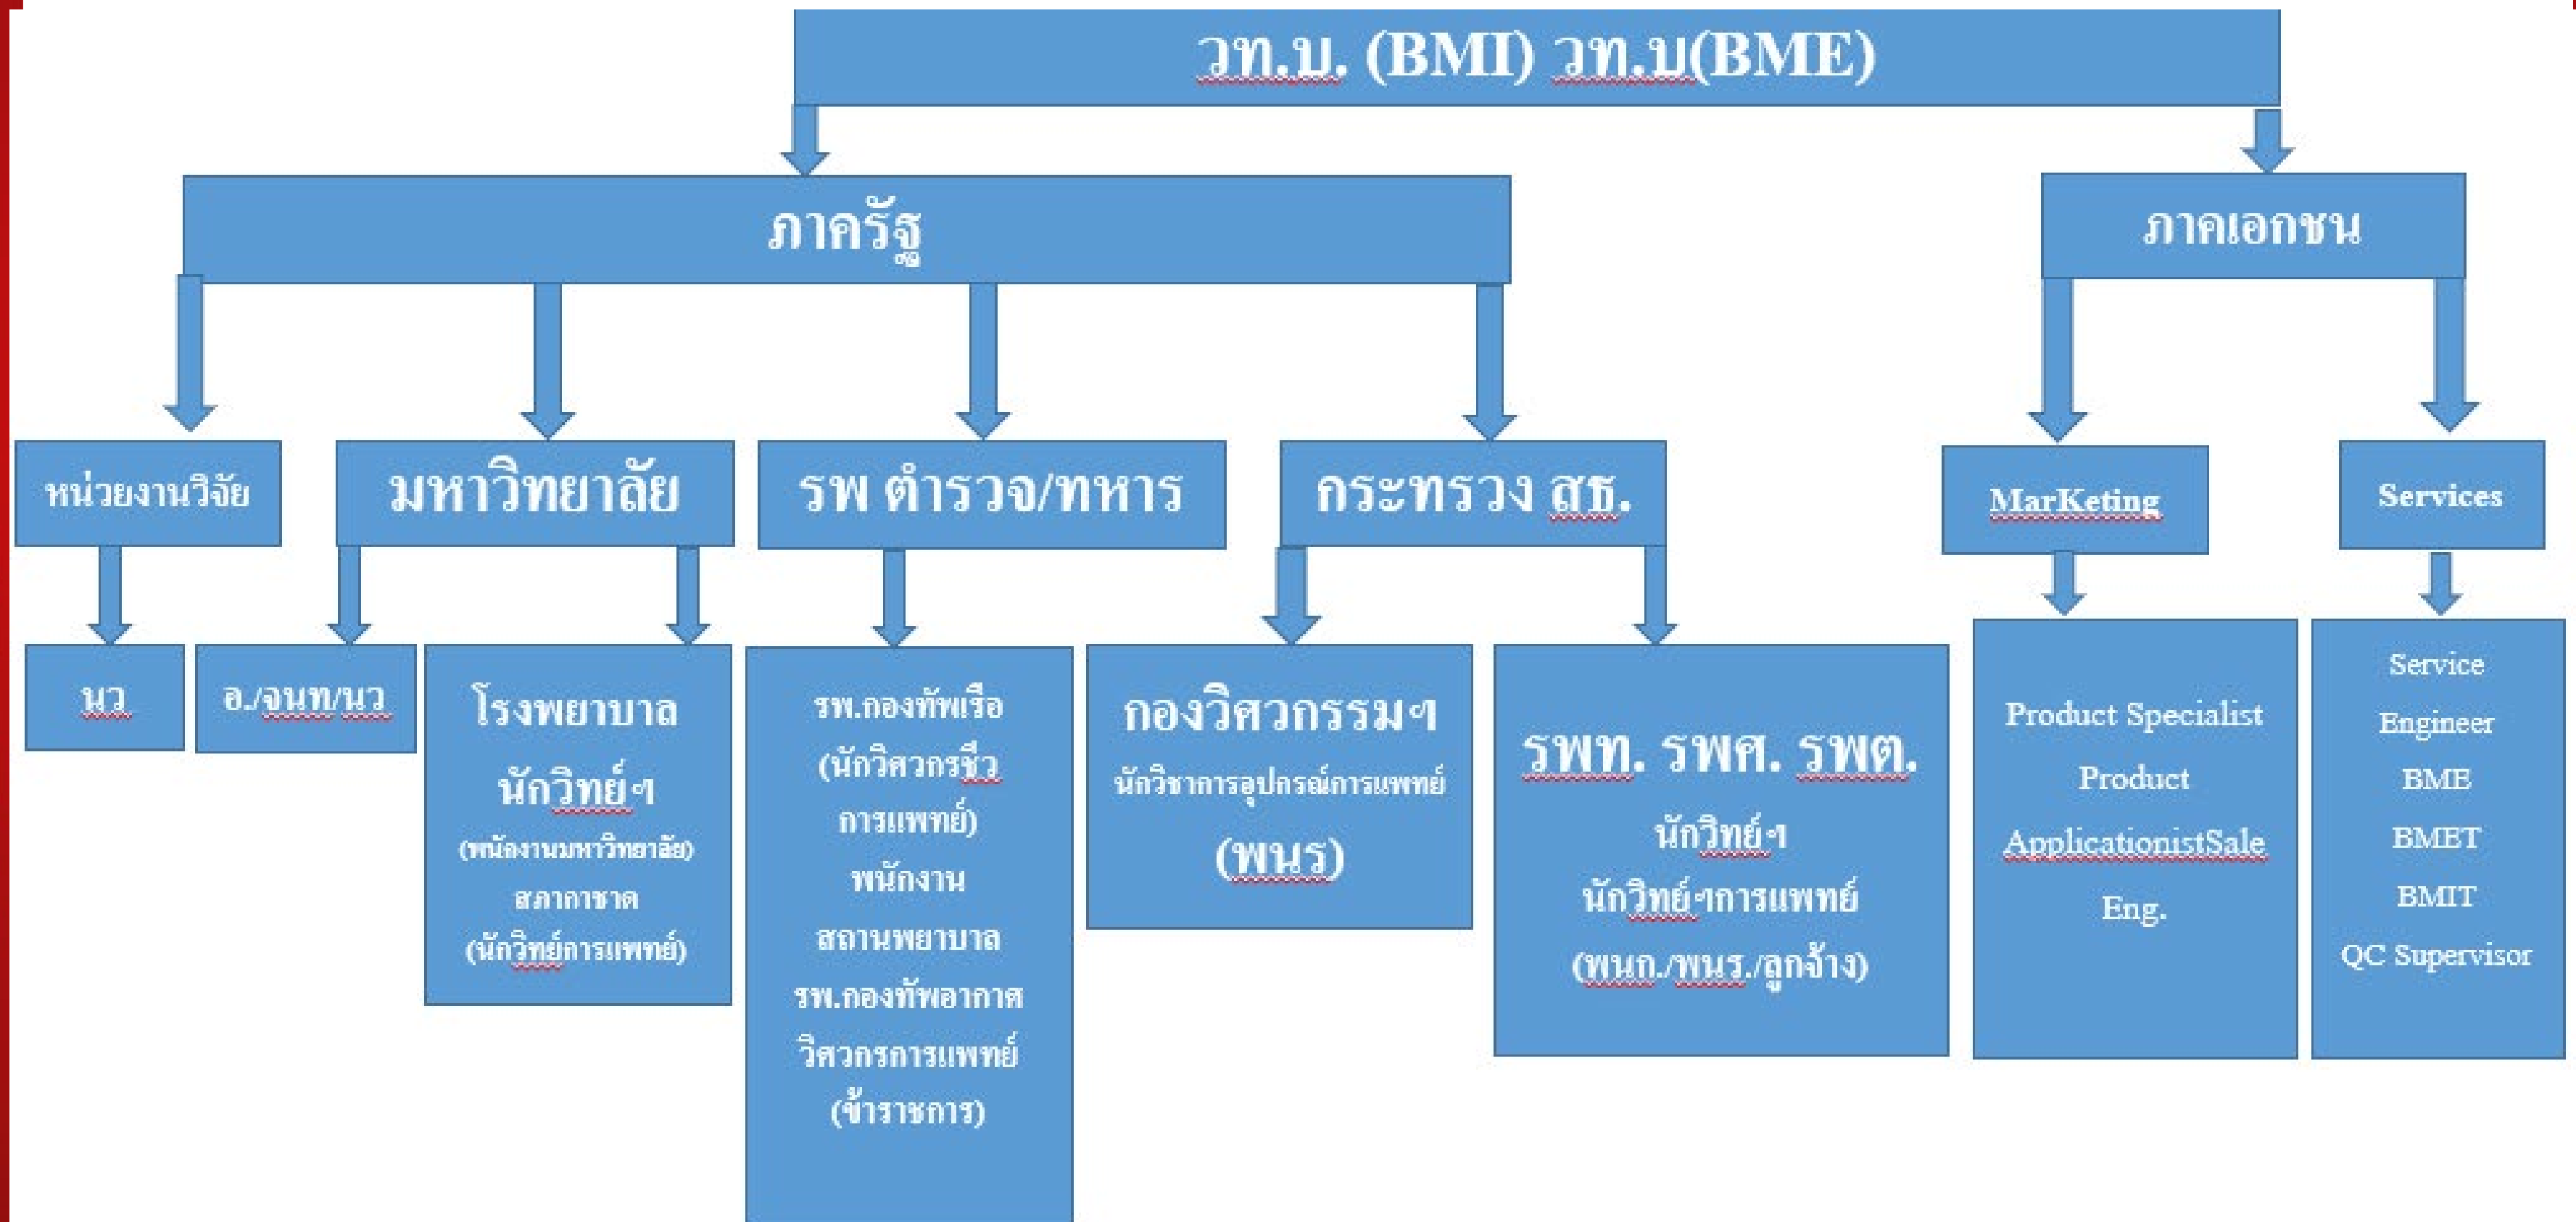 วท.บ. (BMI) วท.บ(BME)
ภาครัฐ
ภาคเอกชน
หน่วยงานวิจัย
มหาวิทยาลัย
รพ ตำรวจ/ทหาร
กระทรวง สธ.
MarKeting
Services
นว
อ./จนท/นว
โรงพยาบาล
นักวิทย์ฯ
(พนักงานมหาวิทยาลัย)
สภากาชาด
(นักวิทย์การแพทย์)
รพ.กองทัพเรือ
(นักวิศวกรชีว
การแพทย์)
พนักงาน
สถานพยาบาล
รพ.กองทัพอากาศ
วิศวกรการแพทย์
(ข้าราชการ)
กองวิศวกรรมฯ
นักวิชาการอุปกรณ์การแพทย์
(พนร)
รพท. รพศ. รพต.
นักวิทย์ฯ
นักวิทย์ฯการแพทย์
(พนก./พนร./ลูกจ้าง)
Product Specialist
Product
ApplicationistSale
Eng.
Service
Engineer
BME
BMET
BMIT
QC Supervisor